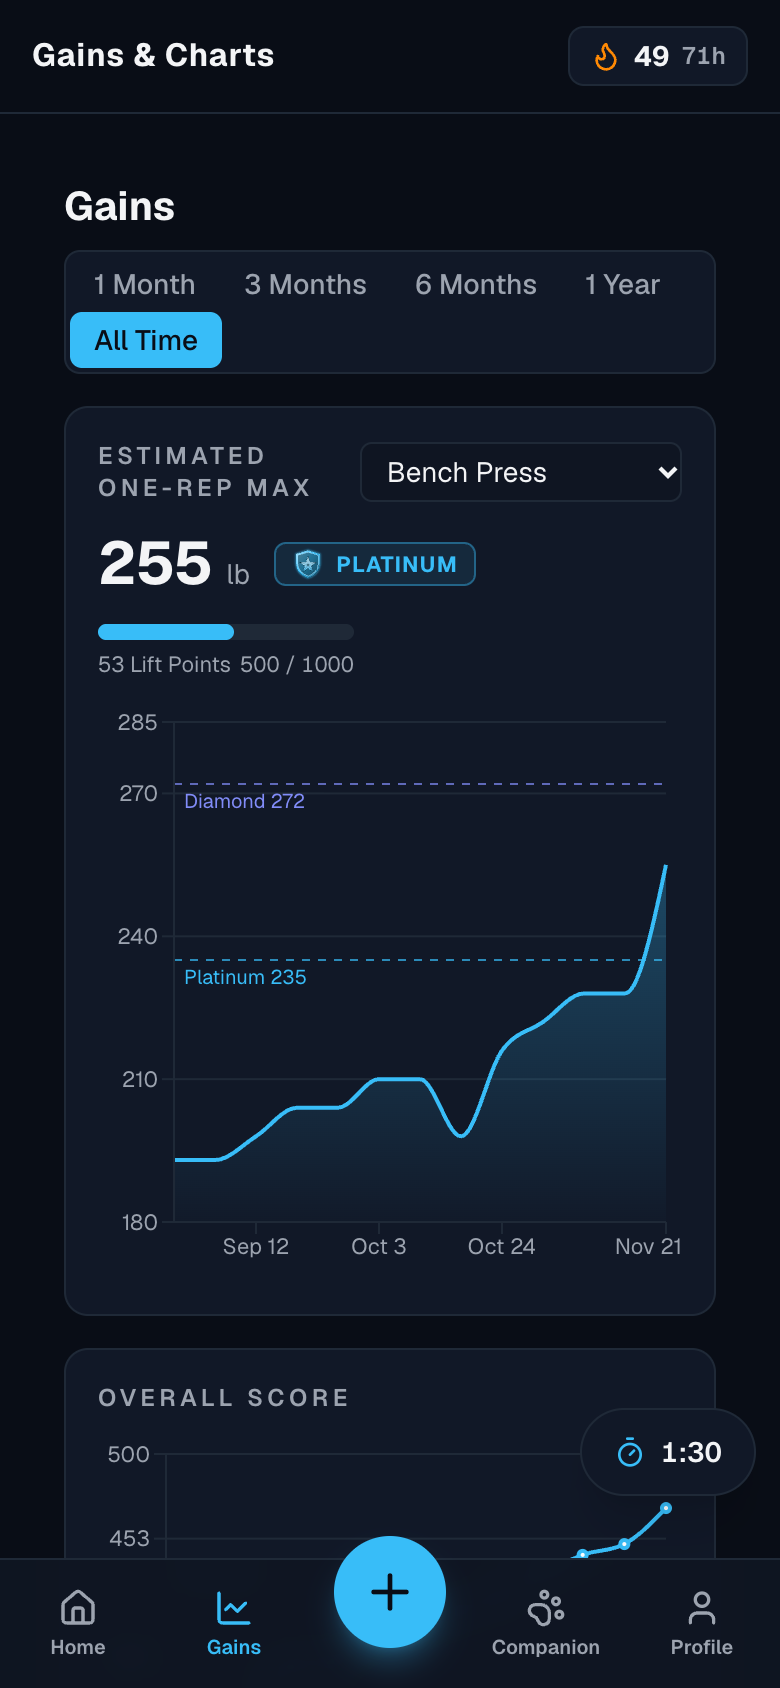 Gains & Charts
49 71h
Gains
1 Month 3 Months 6 Months 1 Year
All Time
ESTIMATED
ONE-REP MAX
Bench Press
255 lb
PLATINUM
53 Lift Points 500 / 1000
285
270
Diamond 272
240
Platinum 235
210
180
Sep 12 Oct 3 Oct 24 Nov 21
OVERALL SCORE
500
1:30
453
Home Gains Companion Profile